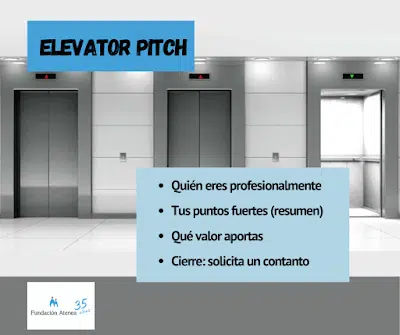 ELEVATOR PITCH
• Quién eres profesionalmente
• Tus puntos fuertes (resumen)
• Qué valor aportas
• Cierre: solicita un contanto
Fundación Atenea
35
años